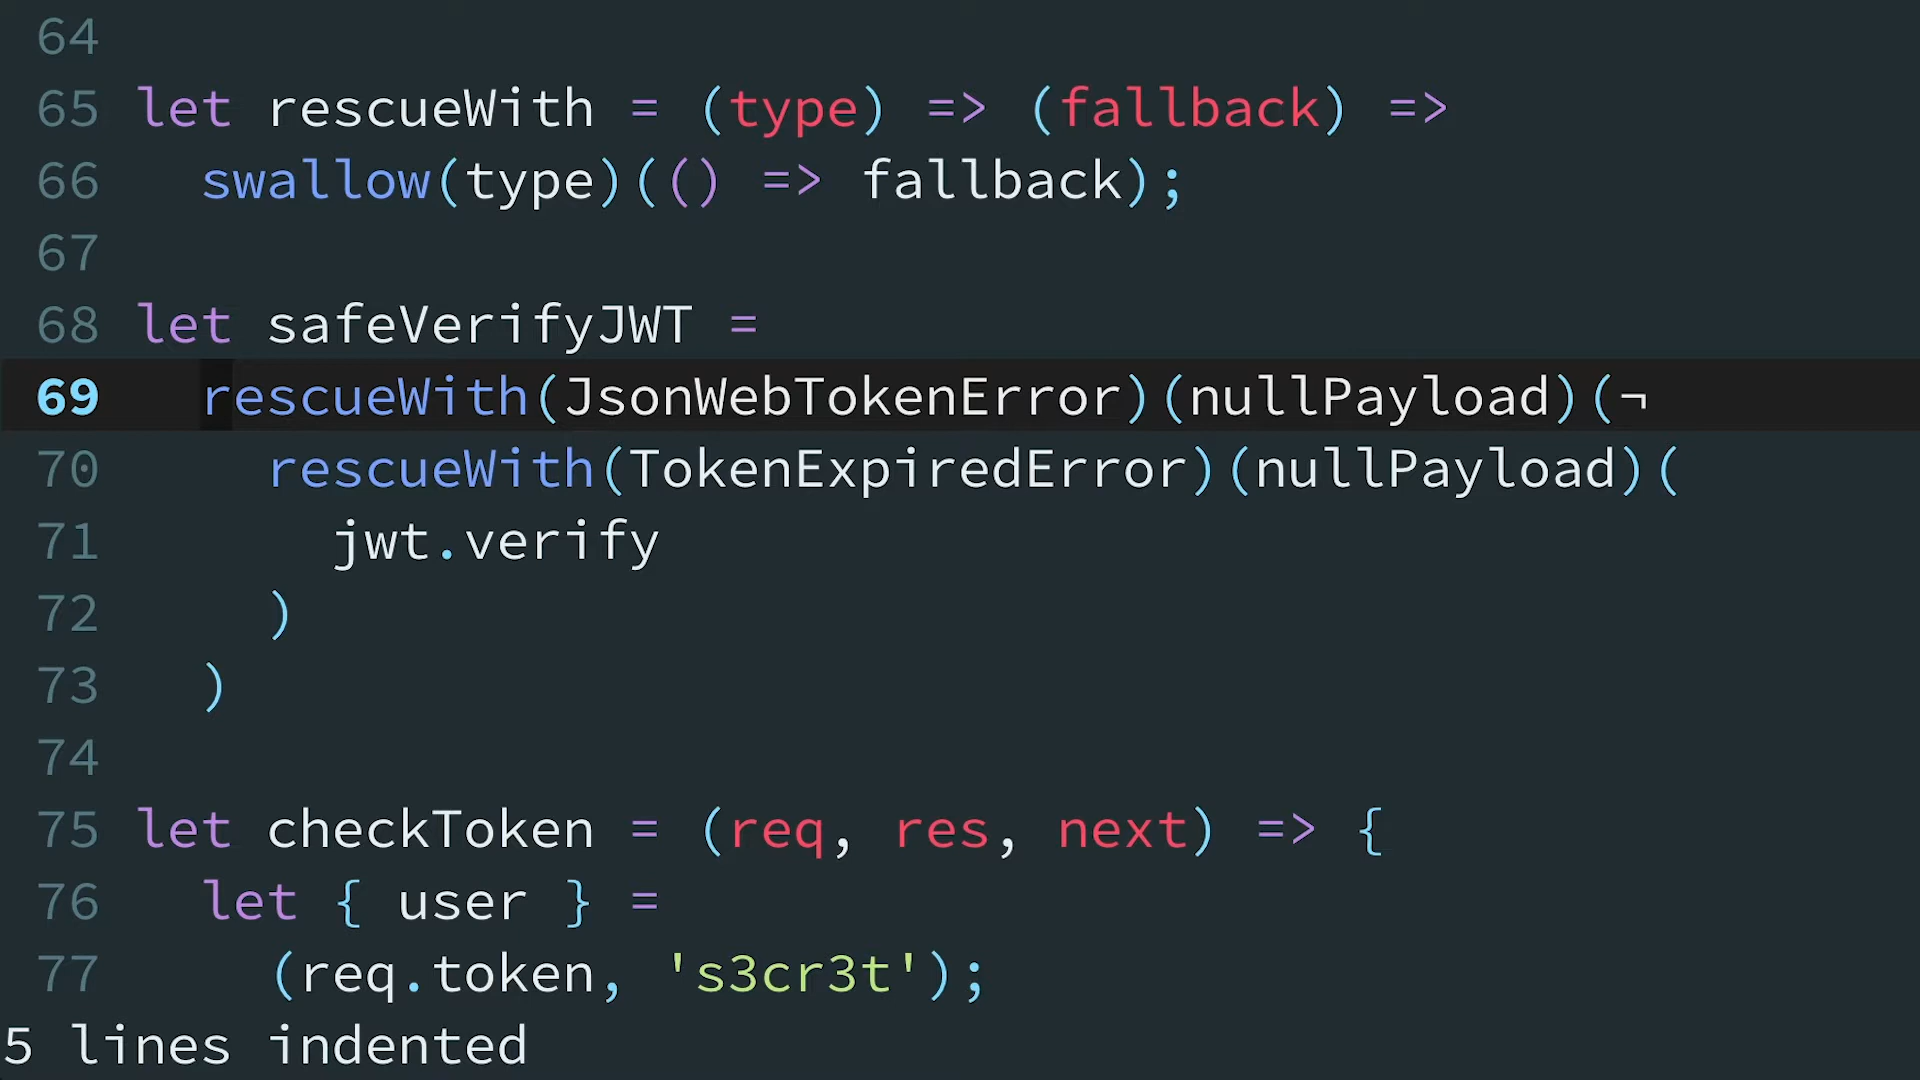 64
65 let rescueWith = (type) => (fallback) =>
66   swallow(type)(() => fallback);
67
68 let safeVerifyJWT =
69   rescueWith(JsonWebTokenError)(nullPayload)(¬
70     rescueWith(TokenExpiredError)(nullPayload)(
71       jwt.verify
72     )
73   )
74
75 let checkToken = (req, res, next) => {
76   let { user } =
77     (req.token, 's3cr3t');
5 lines indented